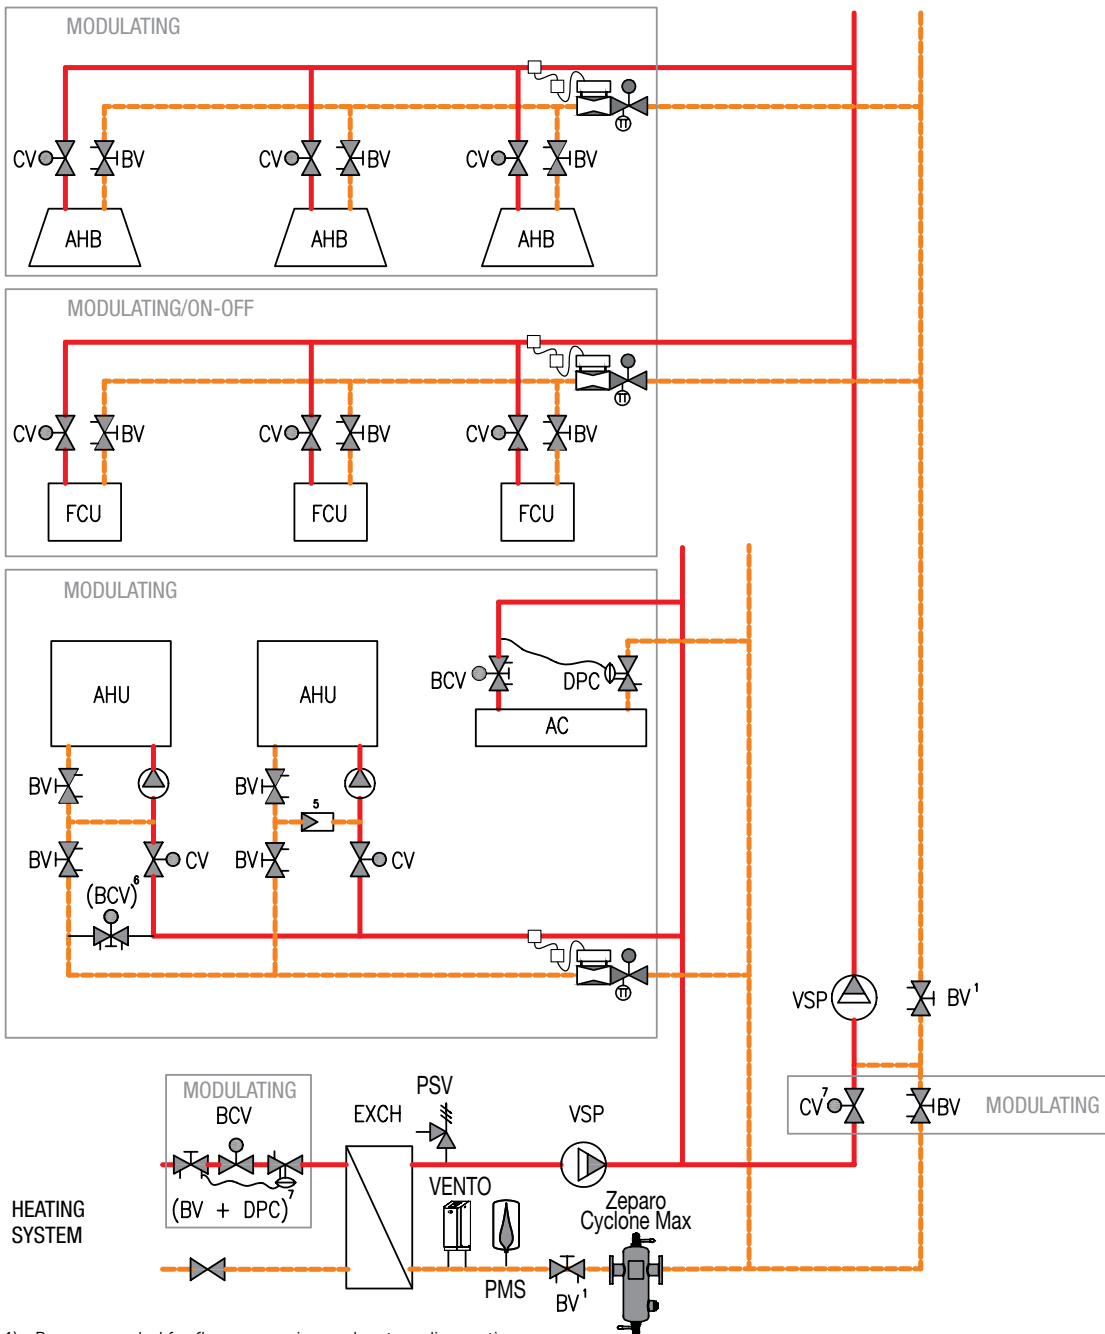 MODULATING
CV BV CV BV CV BV
AHB AHB AHB
MODULATING/ON-OFF
CV BV CV BV CV BV
FCU FCU FCU
MODULATING
AHU AHU BCV DPC
AC
BV BV 5
BV CV BV CV
(BCV)6
VSP BV1
CV7 BV MODULATING
MODULATING
BCV
(BV + DPC)7
EXCH
PSV
VSP
VENTO
PMS
BV1
Zeparo
Cyclone Max
HEATING
SYSTEM